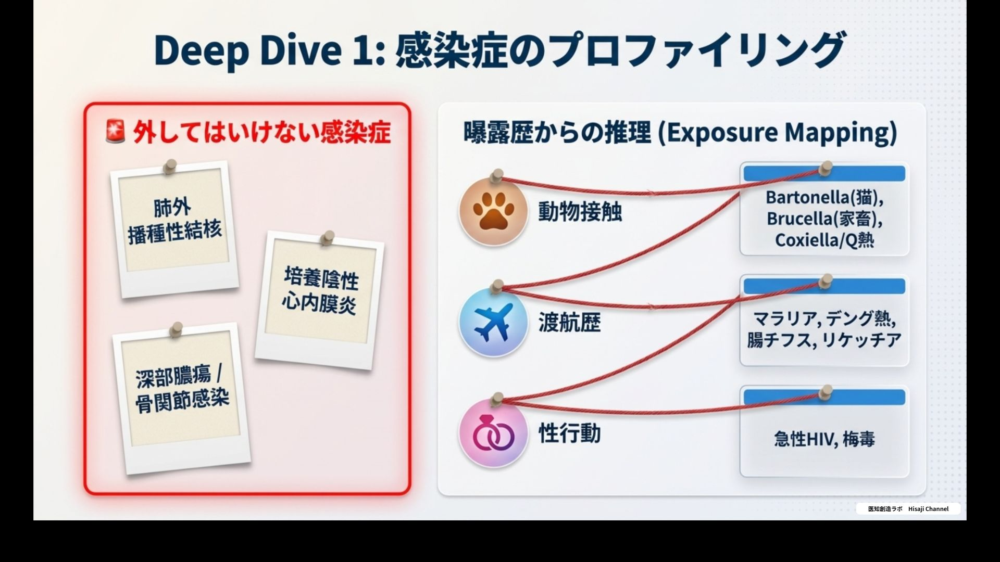 Deep Dive 1: 感染症のプロファイリング
外してはいけない感染症
肺外
播種性結核
培養陰性
心内膜炎
深部膿瘍 /
骨関節感染
曝露歴からの推理 (Exposure Mapping)
動物接触
Bartonella(猫),
Brucella(家畜),
Coxiella/Q熱
渡航歴
マラリア, デング熱,
腸チフス, リケッチア
性行動
急性HIV, 梅毒
医知創造ラボ Hisaji Channel